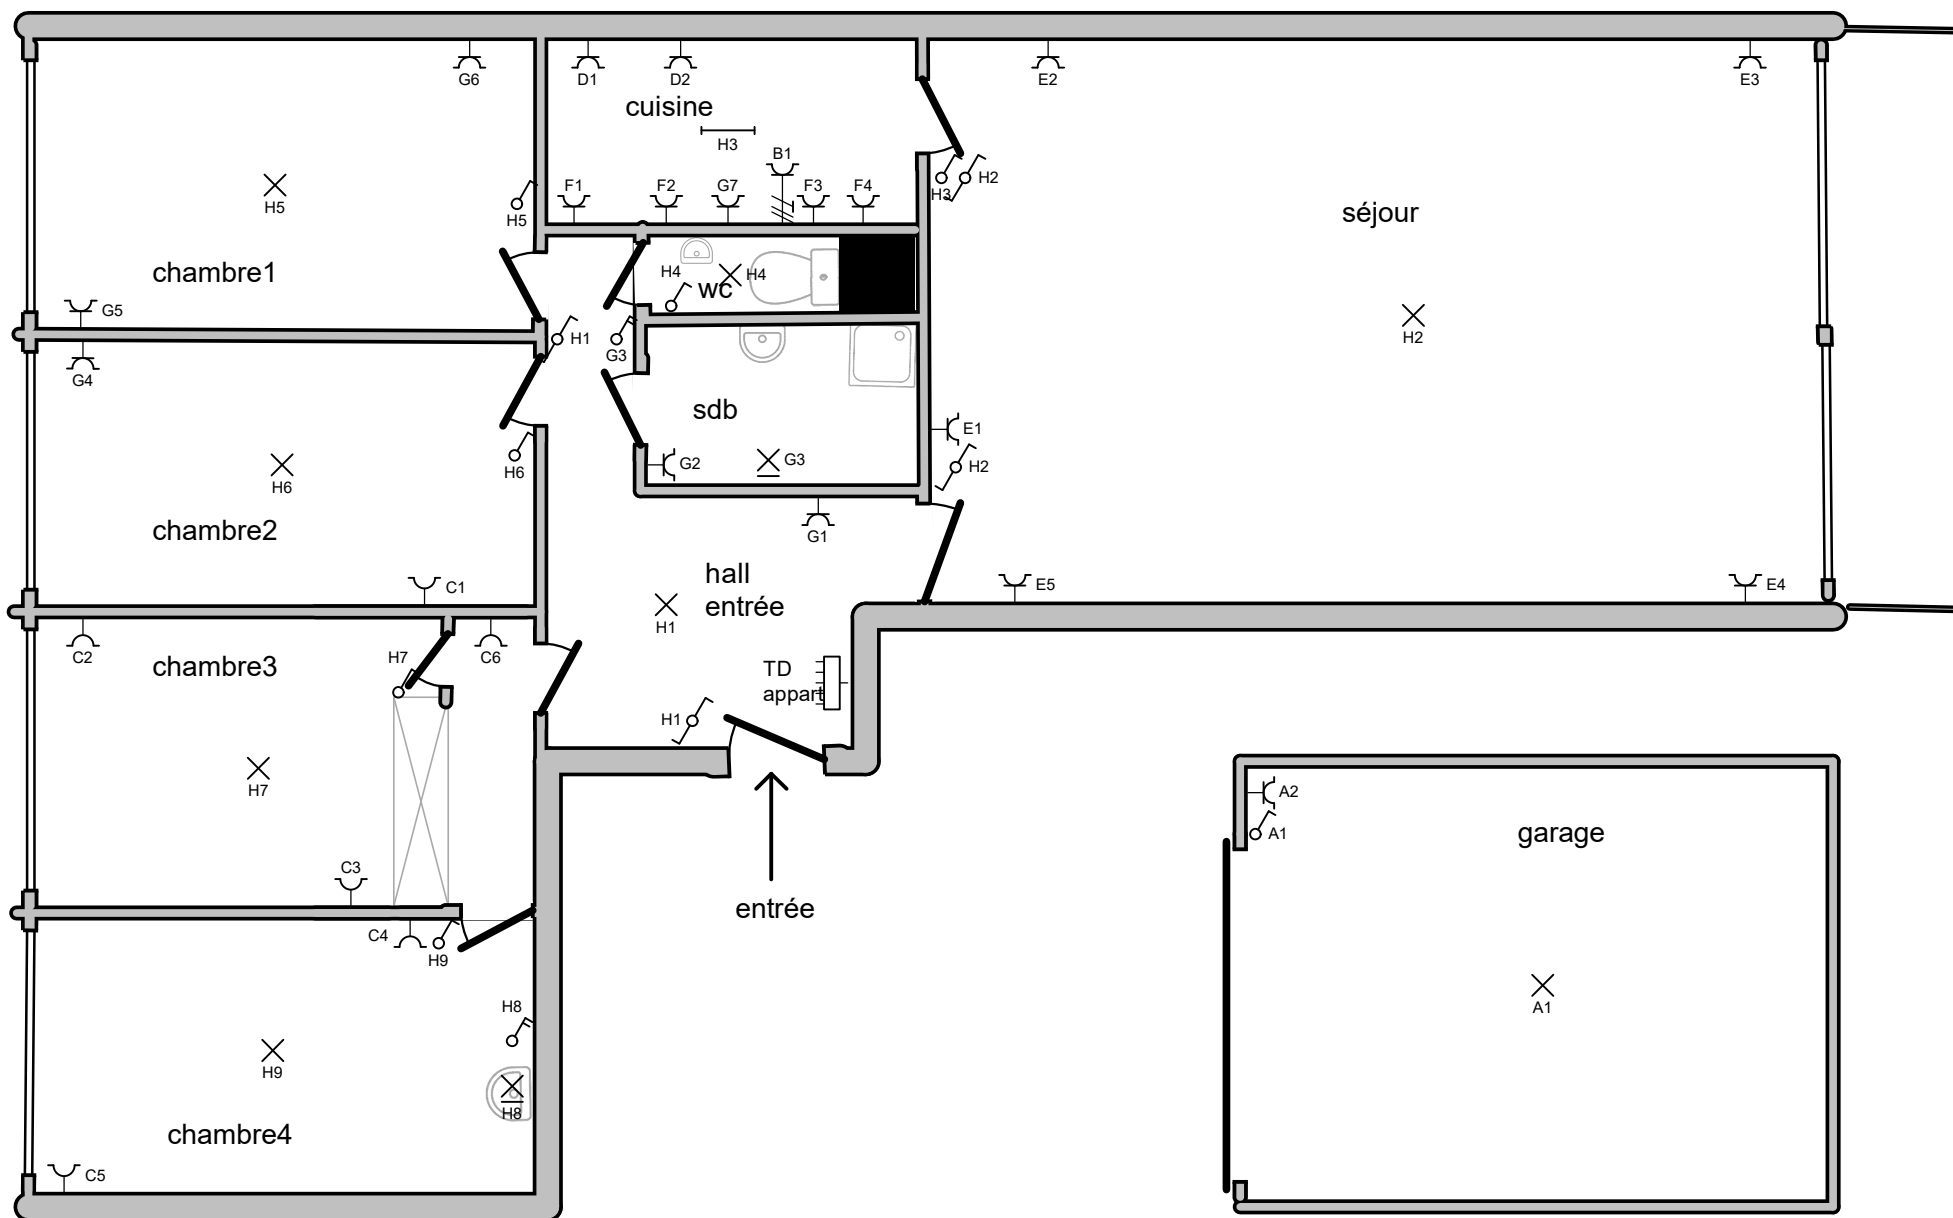 G6
D1
D2
E2
E3
cuisine
H3
B1
F1
F2
G7
F3
F4
H3
H2
H5
H5
séjour
chambre1
H4
H4
wc
G5
H1
G3
H2
G4
sdb
E1
H6
H6
G2
G3
H2
chambre2
G1
C1
hall
entrée
H1
E5
E4
C2
chambre3
H7
C6
TD
appart
H1
H7
A2
A1
garage
C3
entrée
C4
H9
A1
H8
H9
H8
chambre4
C5